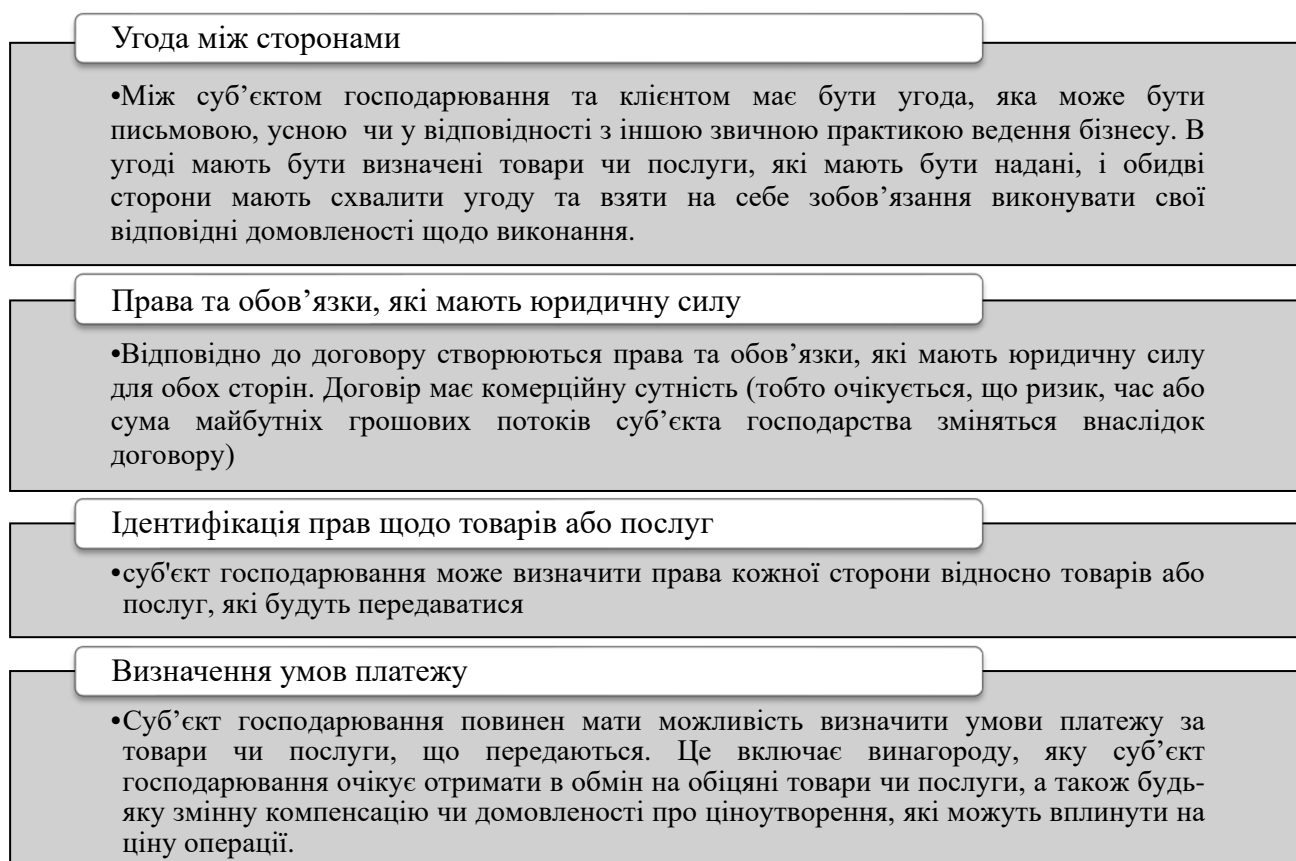 Угода між сторонами
•Між суб’єктом господарювання та клієнтом має бути угода, яка може бути
письмовою, усною чи у відповідності з іншою звичною практикою ведення бізнесу. В
угоді мають бути визначені товари чи послуги, які мають бути надані, і обидві
сторони мають схвалити угоду та взяти на себе зобов’язання виконувати свої
відповідні домовленості щодо виконання.
Права та обов’язки, які мають юридичну силу
•Відповідно до договору створюються права та обов’язки, які мають юридичну силу
для обох сторін. Договір має комерційну сутність (тобто очікується, що ризик, час або
сума майбутніх грошових потоків суб’єкта господарства зміняться внаслідок
договору)
Ідентифікація прав щодо товарів або послуг
•суб'єкт господарювання може визначити права кожної сторони відносно товарів або
послуг, які будуть передаватися
Визначення умов платежу
•Суб’єкт господарювання повинен мати можливість визначити умови платежу за
товари чи послуги, що передаються. Це включає винагороду, яку суб’єкт
господарювання очікує отримати в обмін на обіцяні товари чи послуги, а також будь-
яку змінну компенсацію чи домовленості про ціноутворення, які можуть вплинути на
ціну операції.